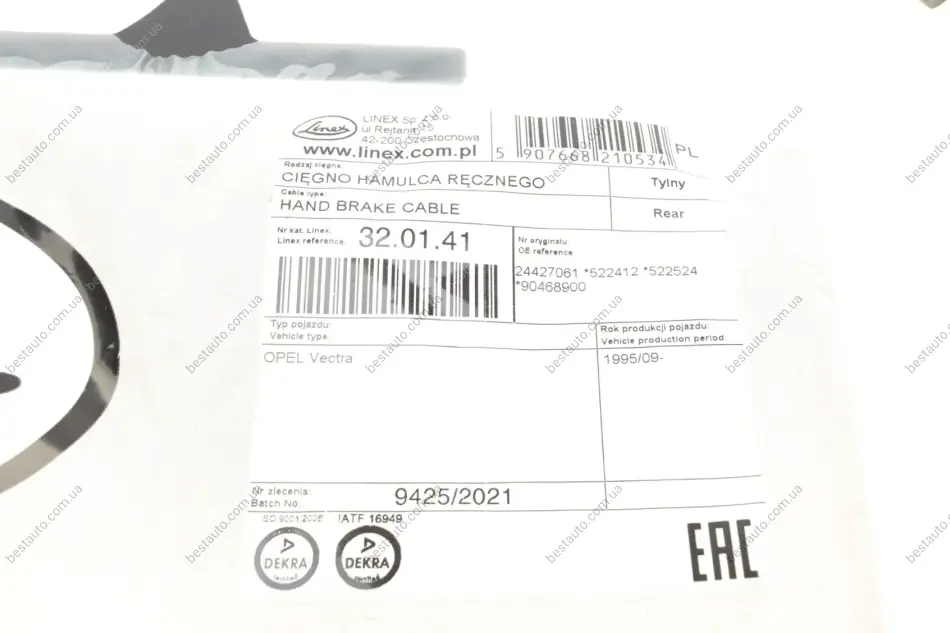 Linex
LINEX Sp. z o.o
ul Rejtana 15
42-200 Częstochowa
www.linex.com.pl
5 907668 210534
PL
Rodzaj cięgna
CIĘGNO HAMULCA RĘCZNEGO
Tylny
Cable type:
HAND BRAKE CABLE
Rear
Nr kat. Linex:
Linex reference:
32.01.41
Nr oryginału:
OE reference
24427061 *522412 *522524
*90468900
Typ pojazdu:
Vehicle type
Rok produkcji pojazdu:
Vehicle production period
OPEL Vectra
1995/09-
Nr zlecenia:
Batch No:
9425/2021
ISO 9001:2008
IATF 16949
DEKRA
DEKRA
EAC
bestauto.com.ua